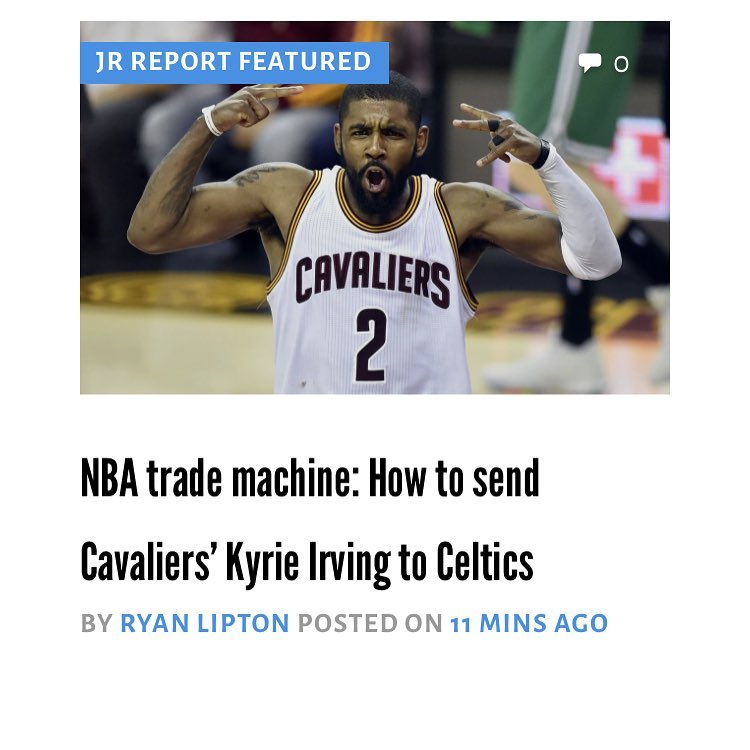 JR REPORT FEATURED
0
CAVALIERS
2
NBA trade machine: How to send
Cavaliers’ Kyrie Irving to Celtics
BY RYAN LIPTON POSTED ON 11 MINS AGO